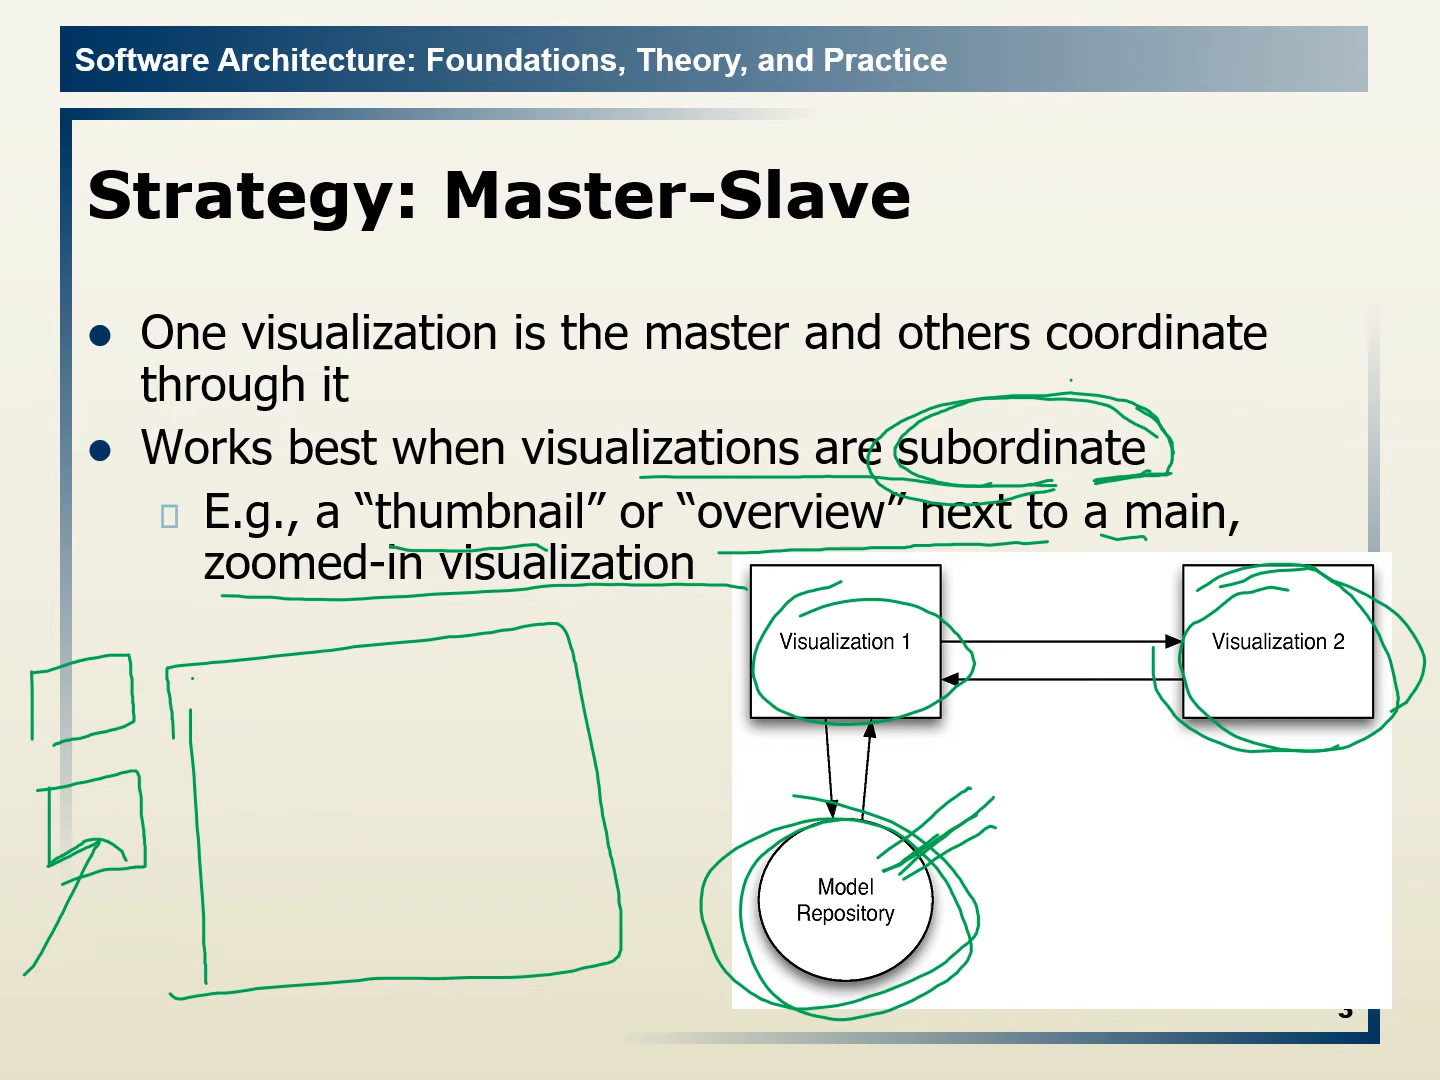 Software Architecture: Foundations, Theory, and Practice
Strategy: Master-Slave
One visualization is the master and others coordinate
through it
Works best when visualizations are subordinate
E.g., a “thumbnail” or “overview” next to a main,
zoomed-in visualization
Visualization 1
Visualization 2
Model
Repository
3